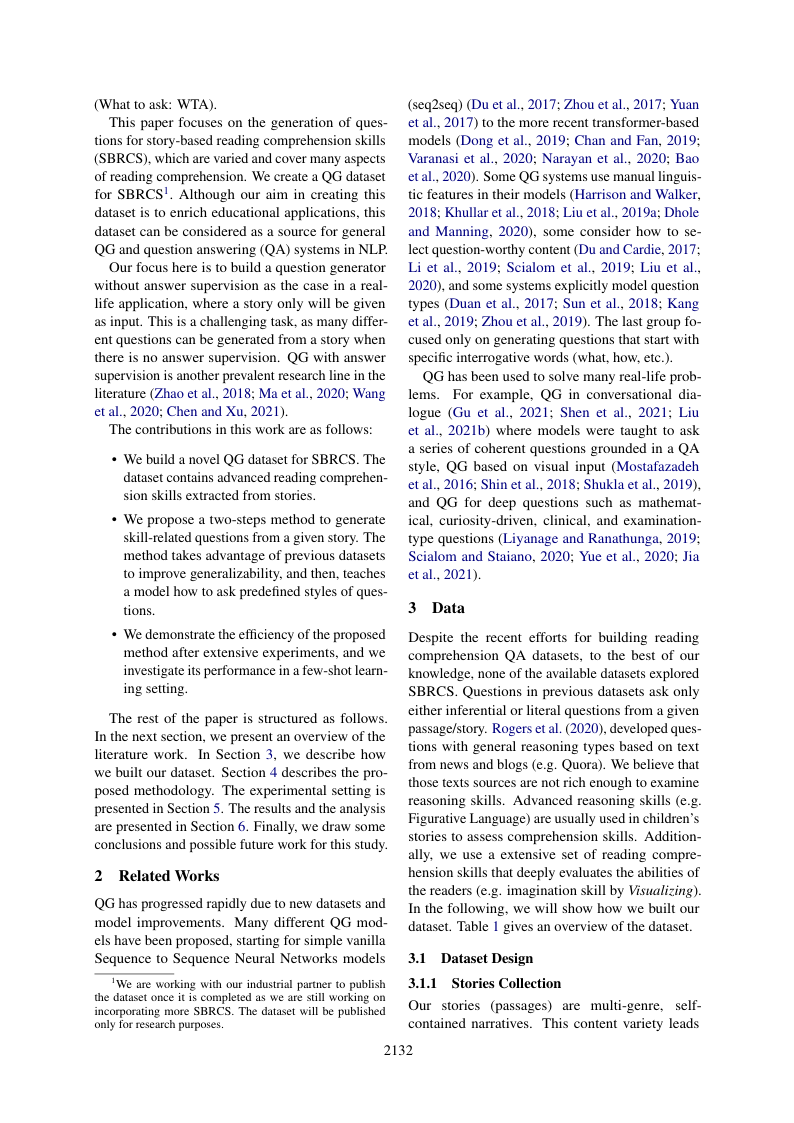 (What to ask: WTA).
This paper focuses on the generation of ques-
tions for story-based reading comprehension skills
(SBRCS), which are varied and cover many aspects
of reading comprehension. We create a QG dataset
for SBRCS1. Although our aim in creating this
dataset is to enrich educational applications, this
dataset can be considered as a source for general
QG and question answering (QA) systems in NLP.
Our focus here is to build a question generator
without answer supervision as the case in a real-
life application, where a story only will be given
as input. This is a challenging task, as many differ-
ent questions can be generated from a story when
there is no answer supervision. QG with answer
supervision is another prevalent research line in the
literature (Zhao et al., 2018; Ma et al., 2020; Wang
et al., 2020; Chen and Xu, 2021).
The contributions in this work are as follows:
• We build a novel QG dataset for SBRCS. The
dataset contains advanced reading comprehen-
sion skills extracted from stories.
• We propose a two-steps method to generate
skill-related questions from a given story. The
method takes advantage of previous datasets
to improve generalizability, and then, teaches
a model how to ask predefined styles of ques-
tions.
• We demonstrate the efficiency of the proposed
method after extensive experiments, and we
investigate its performance in a few-shot learn-
ing setting.
The rest of the paper is structured as follows.
In the next section, we present an overview of the
literature work. In Section 3, we describe how
we built our dataset. Section 4 describes the pro-
posed methodology. The experimental setting is
presented in Section 5. The results and the analysis
are presented in Section 6. Finally, we draw some
conclusions and possible future work for this study.
2 Related Works
QG has progressed rapidly due to new datasets and
model improvements. Many different QG mod-
els have been proposed, starting for simple vanilla
Sequence to Sequence Neural Networks models
1We are working with our industrial partner to publish
the dataset once it is completed as we are still working on
incorporating more SBRCS. The dataset will be published
only for research purposes.
(seq2seq) (Du et al., 2017; Zhou et al., 2017; Yuan
et al., 2017) to the more recent transformer-based
models (Dong et al., 2019; Chan and Fan, 2019;
Varanasi et al., 2020; Narayan et al., 2020; Bao
et al., 2020). Some QG systems use manual linguis-
tic features in their models (Harrison and Walker,
2018; Khullar et al., 2018; Liu et al., 2019a; Dhole
and Manning, 2020), some consider how to se-
lect question-worthy content (Du and Cardie, 2017;
Li et al., 2019; Scialom et al., 2019; Liu et al.,
2020), and some systems explicitly model question
types (Duan et al., 2017; Sun et al., 2018; Kang
et al., 2019; Zhou et al., 2019). The last group fo-
cused only on generating questions that start with
specific interrogative words (what, how, etc.).
QG has been used to solve many real-life prob-
lems. For example, QG in conversational dia-
logue (Gu et al., 2021; Shen et al., 2021; Liu
et al., 2021b) where models were taught to ask
a series of coherent questions grounded in a QA
style, QG based on visual input (Mostafazadeh
et al., 2016; Shin et al., 2018; Shukla et al., 2019),
and QG for deep questions such as mathemat-
ical, curiosity-driven, clinical, and examination-
type questions (Liyanage and Ranathunga, 2019;
Scialom and Staiano, 2020; Yue et al., 2020; Jia
et al., 2021).
3 Data
Despite the recent efforts for building reading
comprehension QA datasets, to the best of our
knowledge, none of the available datasets explored
SBRCS. Questions in previous datasets ask only
either inferential or literal questions from a given
passage/story. Rogers et al. (2020), developed ques-
tions with general reasoning types based on text
from news and blogs (e.g. Quora). We believe that
those texts sources are not rich enough to examine
reasoning skills. Advanced reasoning skills (e.g.
Figurative Language) are usually used in children's
stories to assess comprehension skills. Addition-
ally, we use a extensive set of reading compre-
hension skills that deeply evaluates the abilities of
the readers (e.g. imagination skill by Visualizing).
In the following, we will show how we built our
dataset. Table 1 gives an overview of the dataset.
3.1 Dataset Design
3.1.1 Stories Collection
Our stories (passages) are multi-genre, self-
contained narratives. This content variety leads
2132